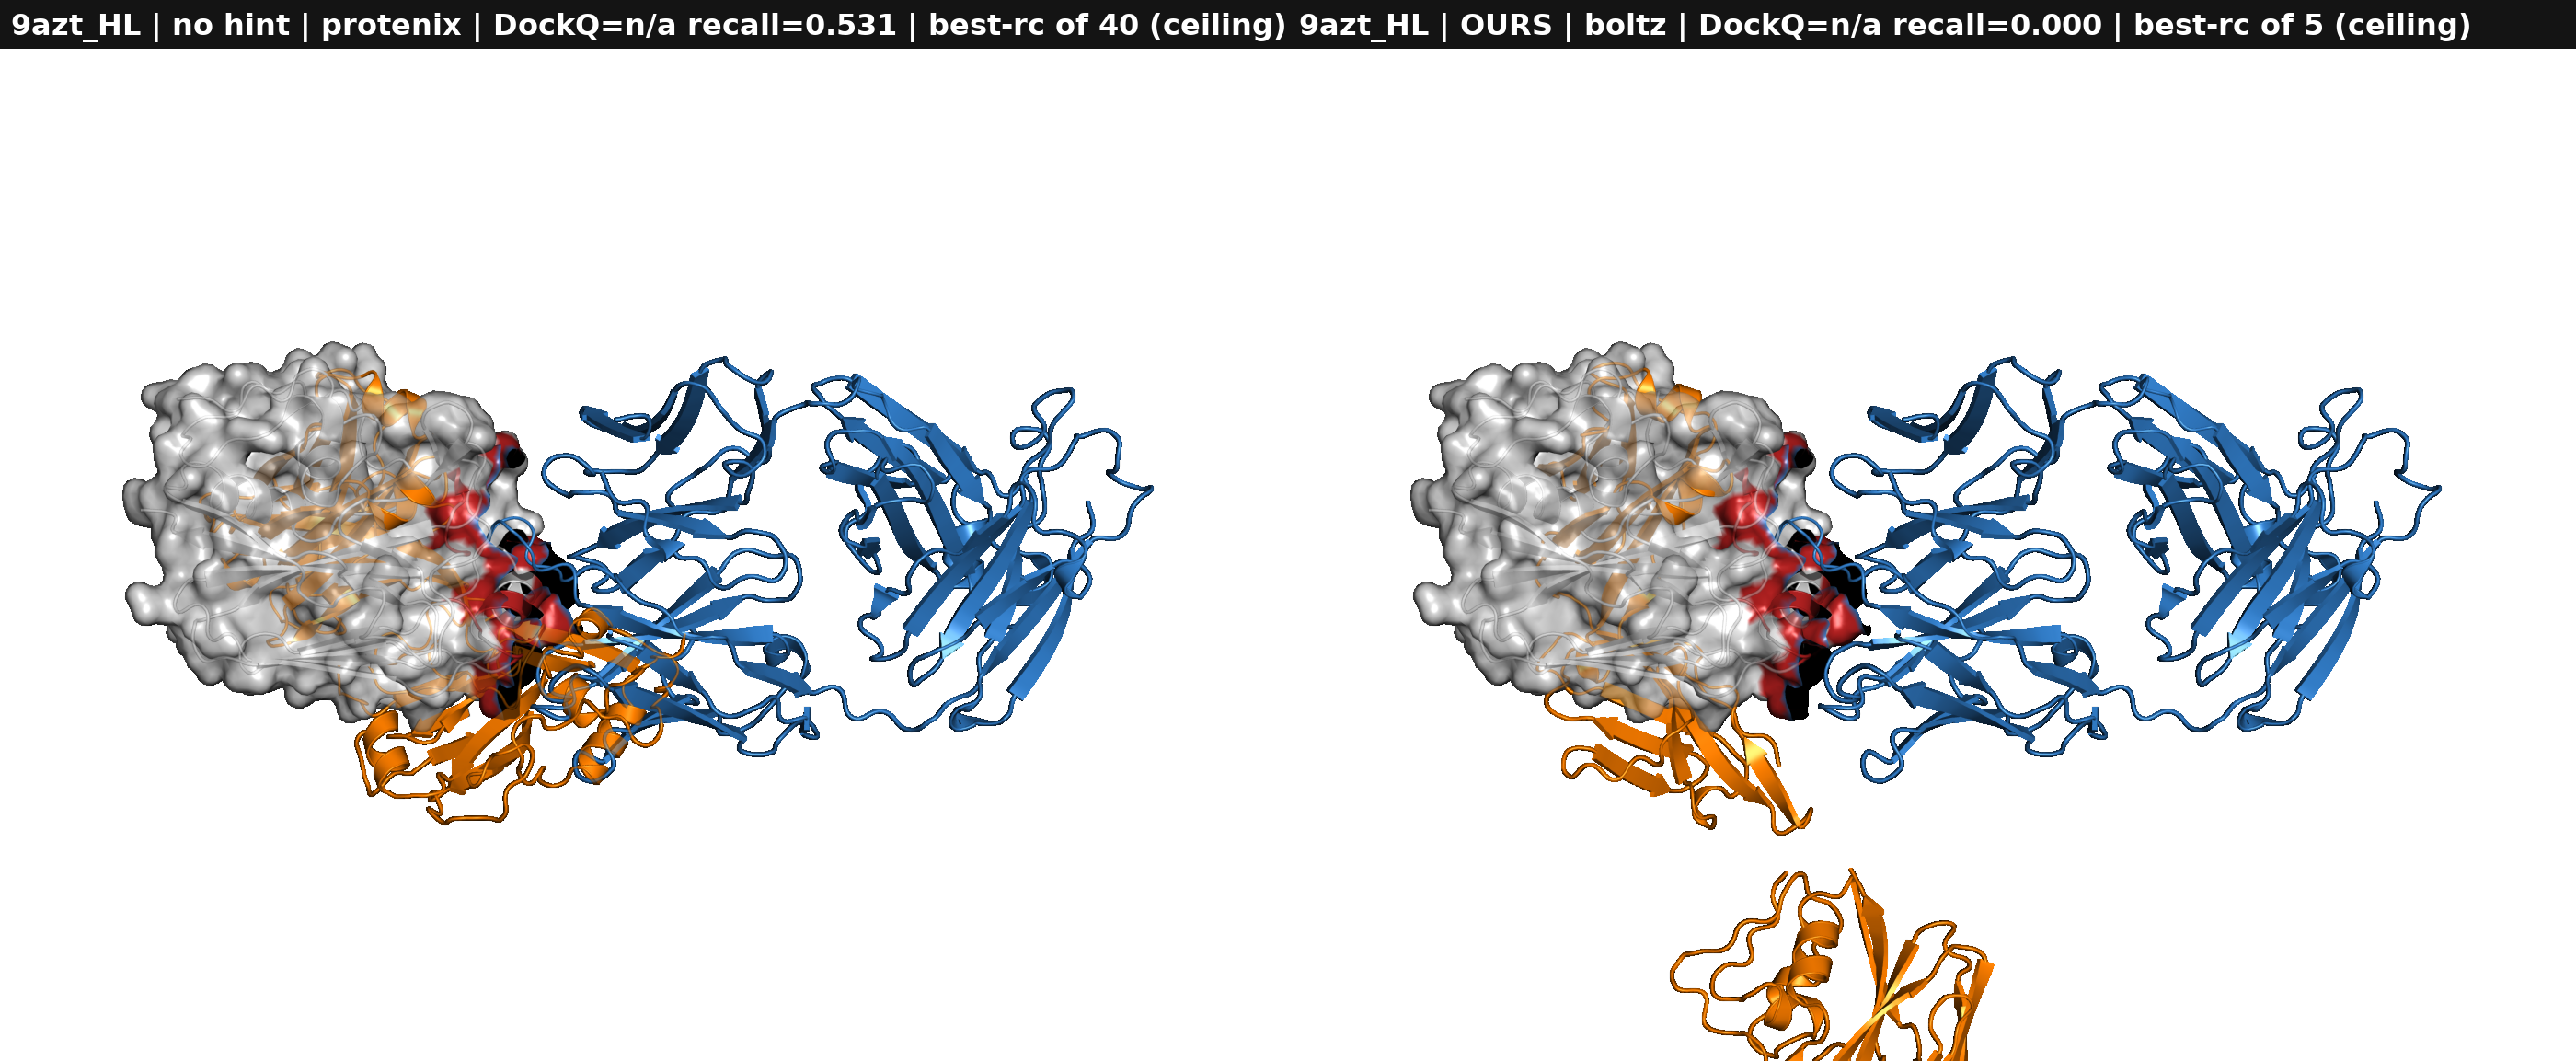 9azt_HL | no hint | protenix | DockQ=n/a recall=0.531 | best-rc of 40 (ceiling)
9azt_HL | OURS | boltz | DockQ=n/a recall=0.000 | best-rc of 5 (ceiling)